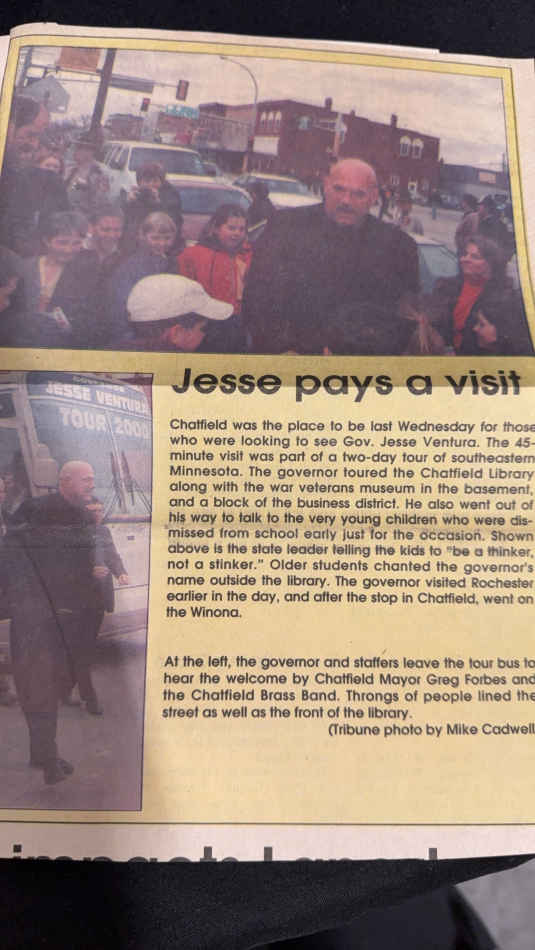 Jesse pays a visit
JESSE VENTURA
TOUR 2000
Chatfield was the place to be last Wednesday for those
who were looking to see Gov. Jesse Ventura. The 45-
minute visit was part of a two-day tour of southeastern
Minnesota. The governor toured the Chatfield Library
along with the war veterans museum in the basement,
and a block of the business district. He also went out of
his way to talk to the very young children who were dis-
missed from school early just for the occasion. Shown
above is the state leader telling the kids to "be a thinker,
not a stinker." Older students chanted the governor's
name outside the library. The governor visited Rochester
earlier in the day, and after the stop in Chatfield, went on
the Winona.
At the left, the governor and staffers leave the tour bus to
hear the welcome by Chatfield Mayor Greg Forbes and
the Chatfield Brass Band. Throngs of people lined the
street as well as the front of the library.
(Tribune photo by Mike Cadwell